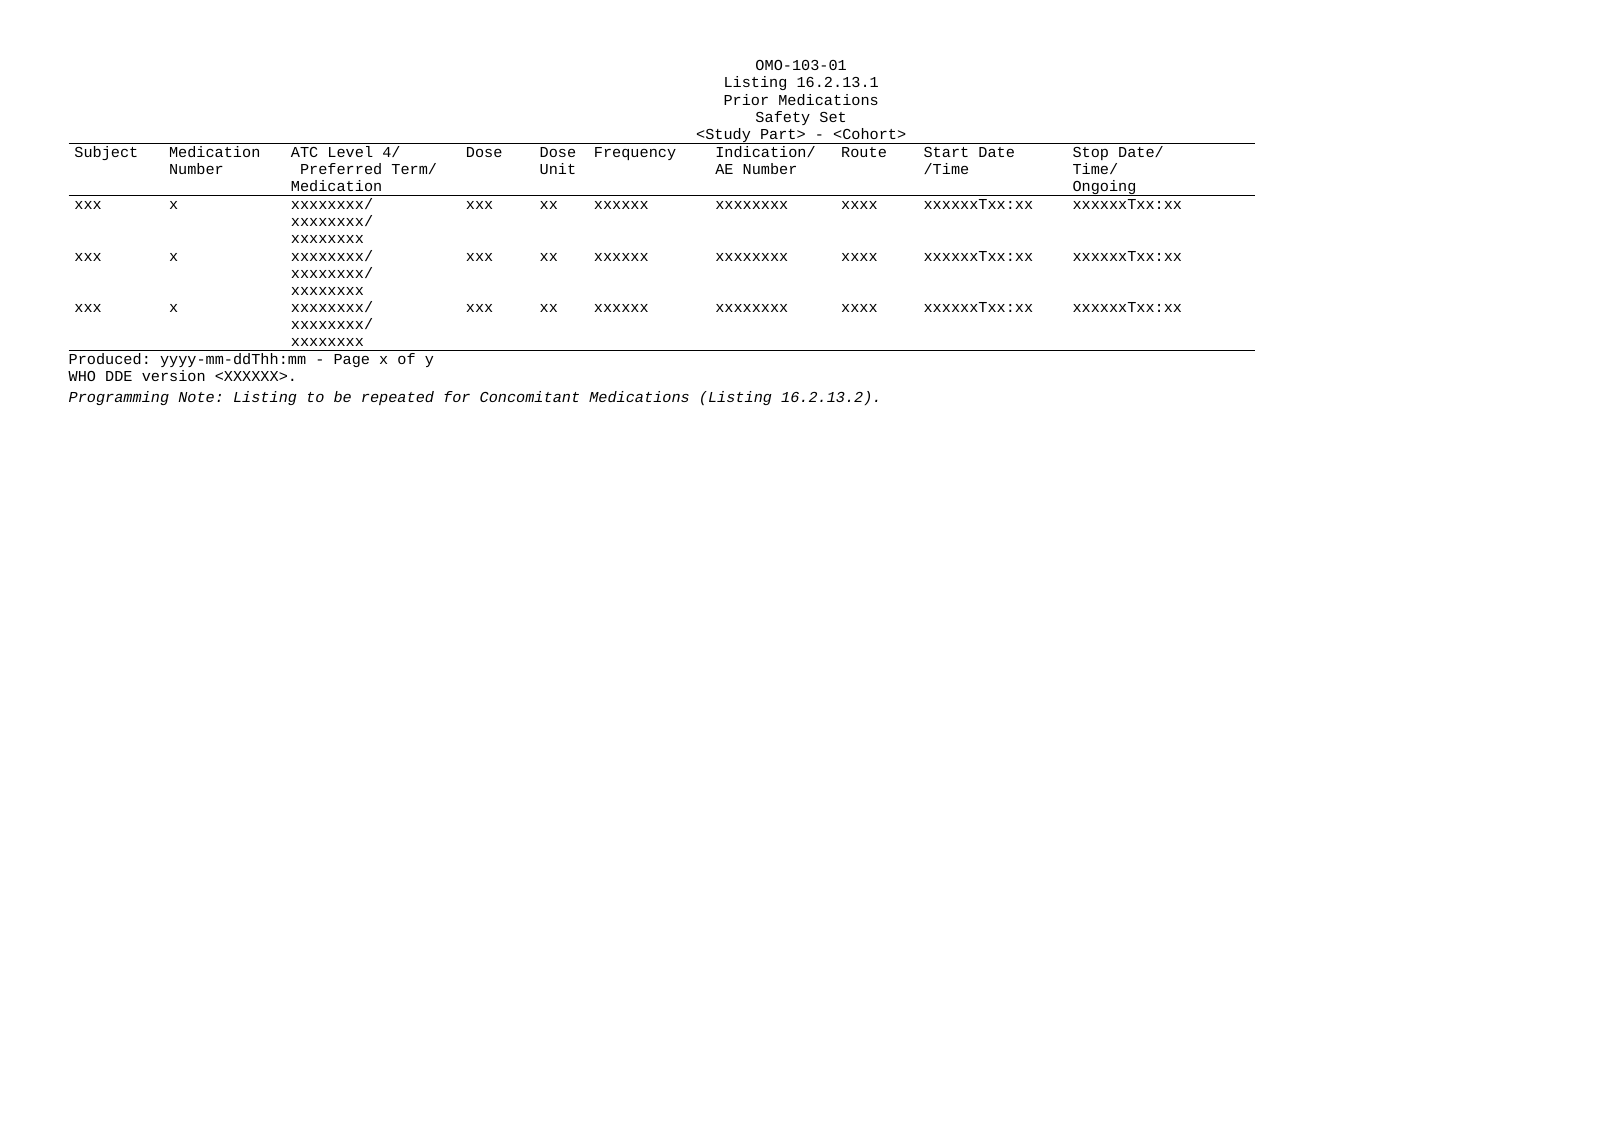 OMO-103-01
Listing 16.2.13.1
Prior Medications
Safety Set
<Study Part> - <Cohort>
Subject Medication ATC Level 4/ Dose Dose Frequency Indication/ Route Start Date Stop Date/
Number Preferred Term/ Unit AE Number /Time Time/
Medication Ongoing
xxx x xxxxxxxx/ xxx xx xxxxxx xxxxxxxx xxxx xxxxxxTxx:xx xxxxxxTxx:xx
xxxxxxxx/
xxxxxxxx
xxx x xxxxxxxx/ xxx xx xxxxxx xxxxxxxx xxxx xxxxxxTxx:xx xxxxxxTxx:xx
xxxxxxxx/
xxxxxxxx
xxx x xxxxxxxx/ xxx xx xxxxxx xxxxxxxx xxxx xxxxxxTxx:xx xxxxxxTxx:xx
xxxxxxxx/
xxxxxxxx
Produced: yyyy-mm-ddThh:mm - Page x of y
WHO DDE version <XXXXXX>.
Programming Note: Listing to be repeated for Concomitant Medications (Listing 16.2.13.2).